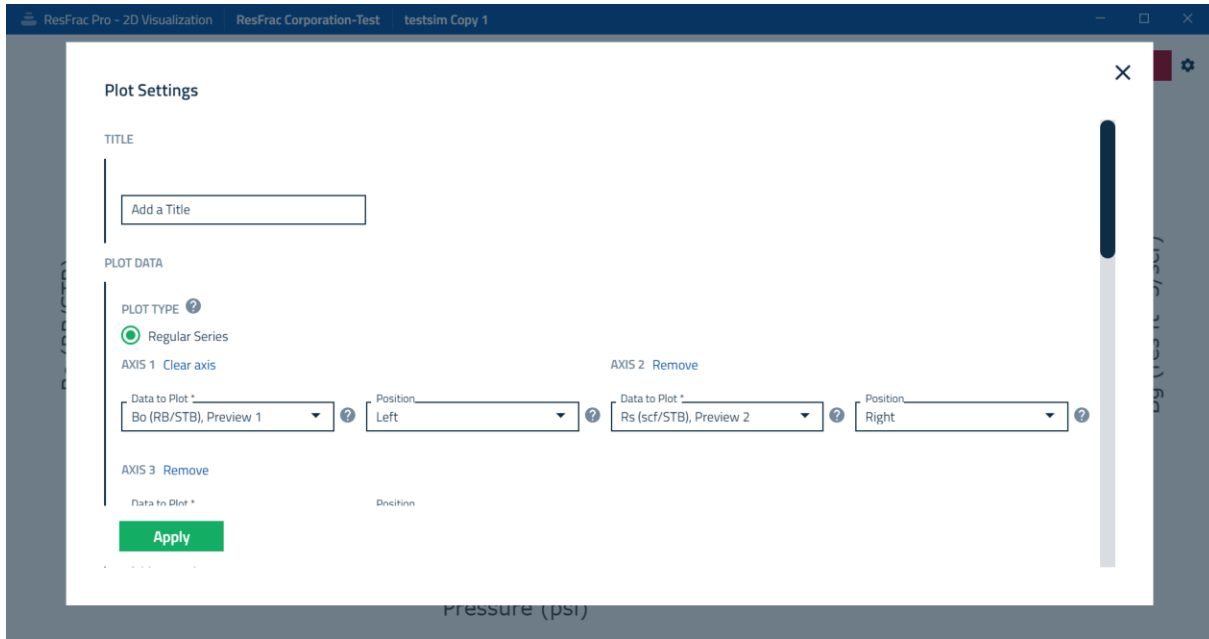 ResFrac Pro - 2D Visualization ResFrac Corporation-Test testsim Copy 1
Plot Settings
TITLE
Add a Title
PLOT DATA
PLOT TYPE
Regular Series
AXIS 1 Clear axis AXIS 2 Remove
Data to Plot * Position Data to Plot * Position
Bo (RB/STB), Preview 1 Left Rs (scf/STB), Preview 2 Right
AXIS 3 Remove
Data to Plot * Position
Apply
Pressure (psi)